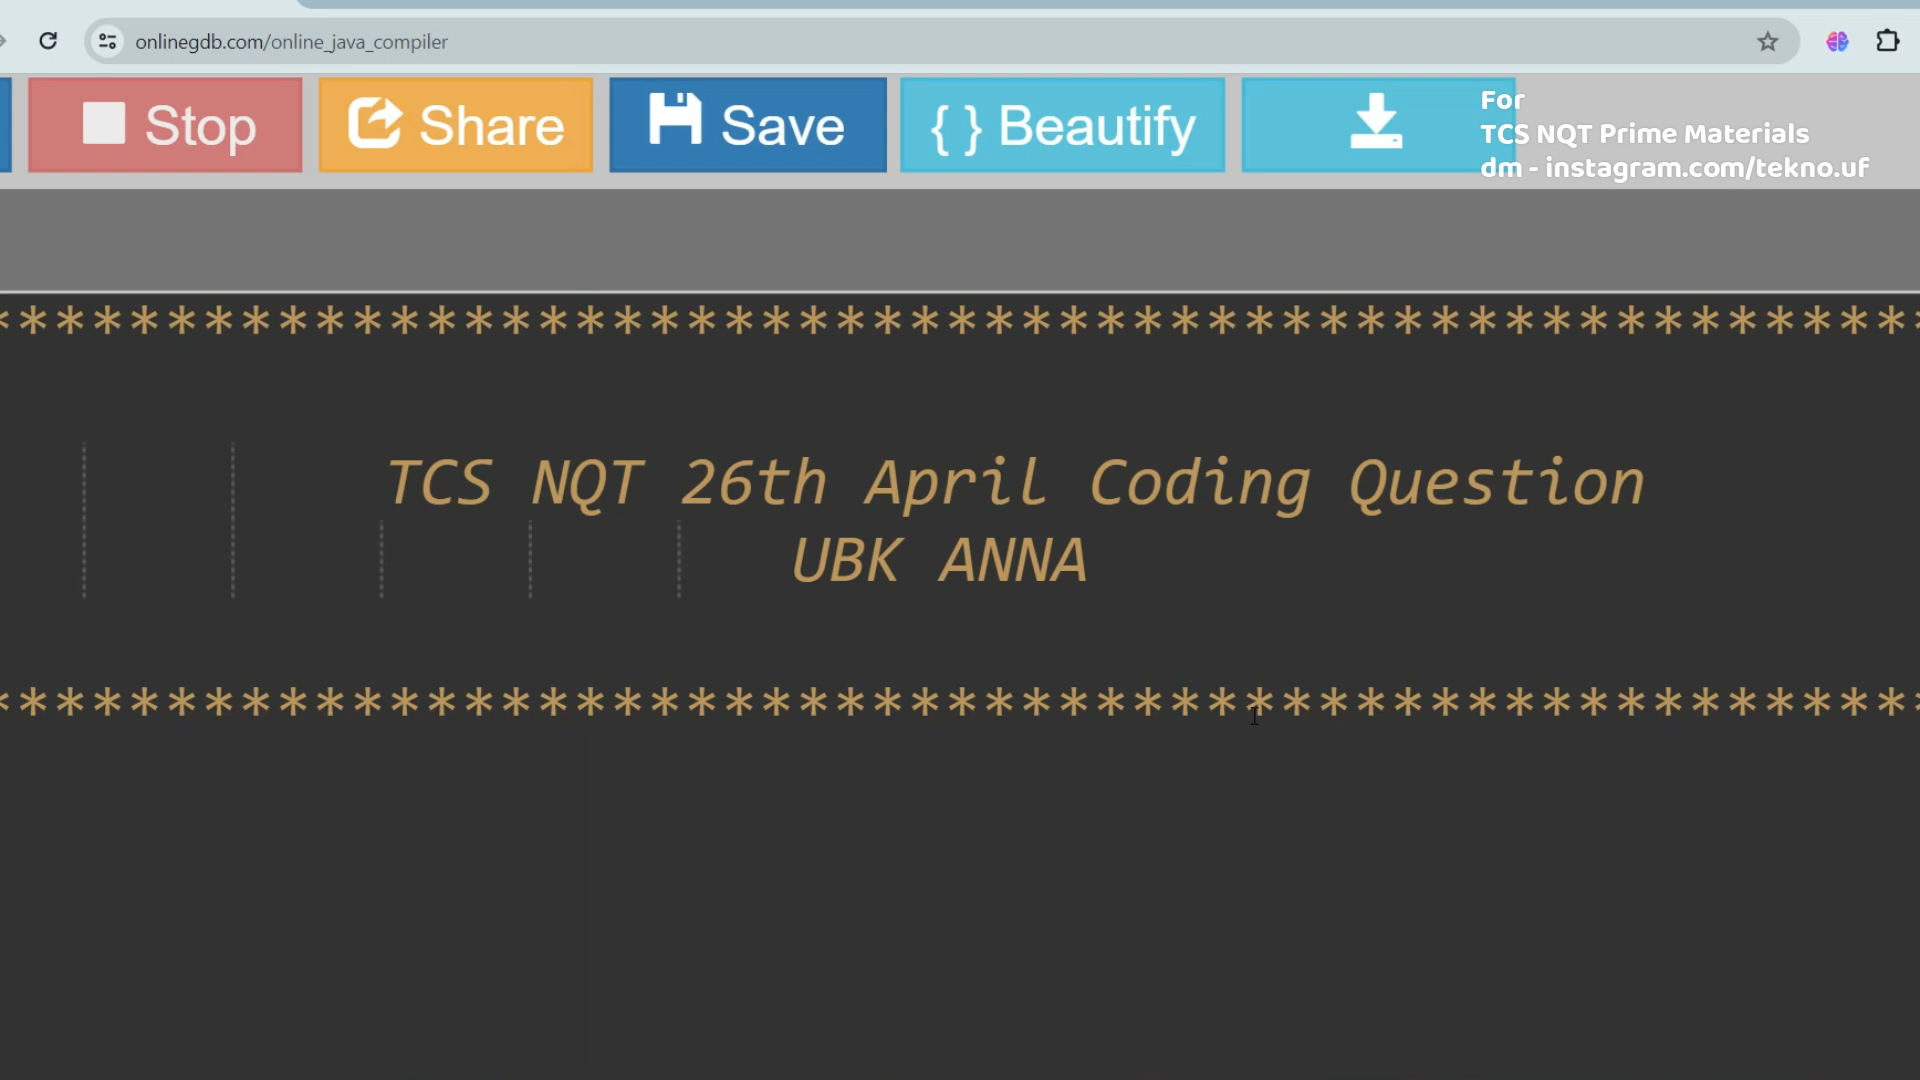 onlinegdb.com/online_java_compiler
Stop
Share
Save
{ } Beautify
For
TCS NQT Prime Materials
dm - instagram.com/tekno.uf
*****************************************************
TCS NQT 26th April Coding Question
UBK ANNA
*****************************************************